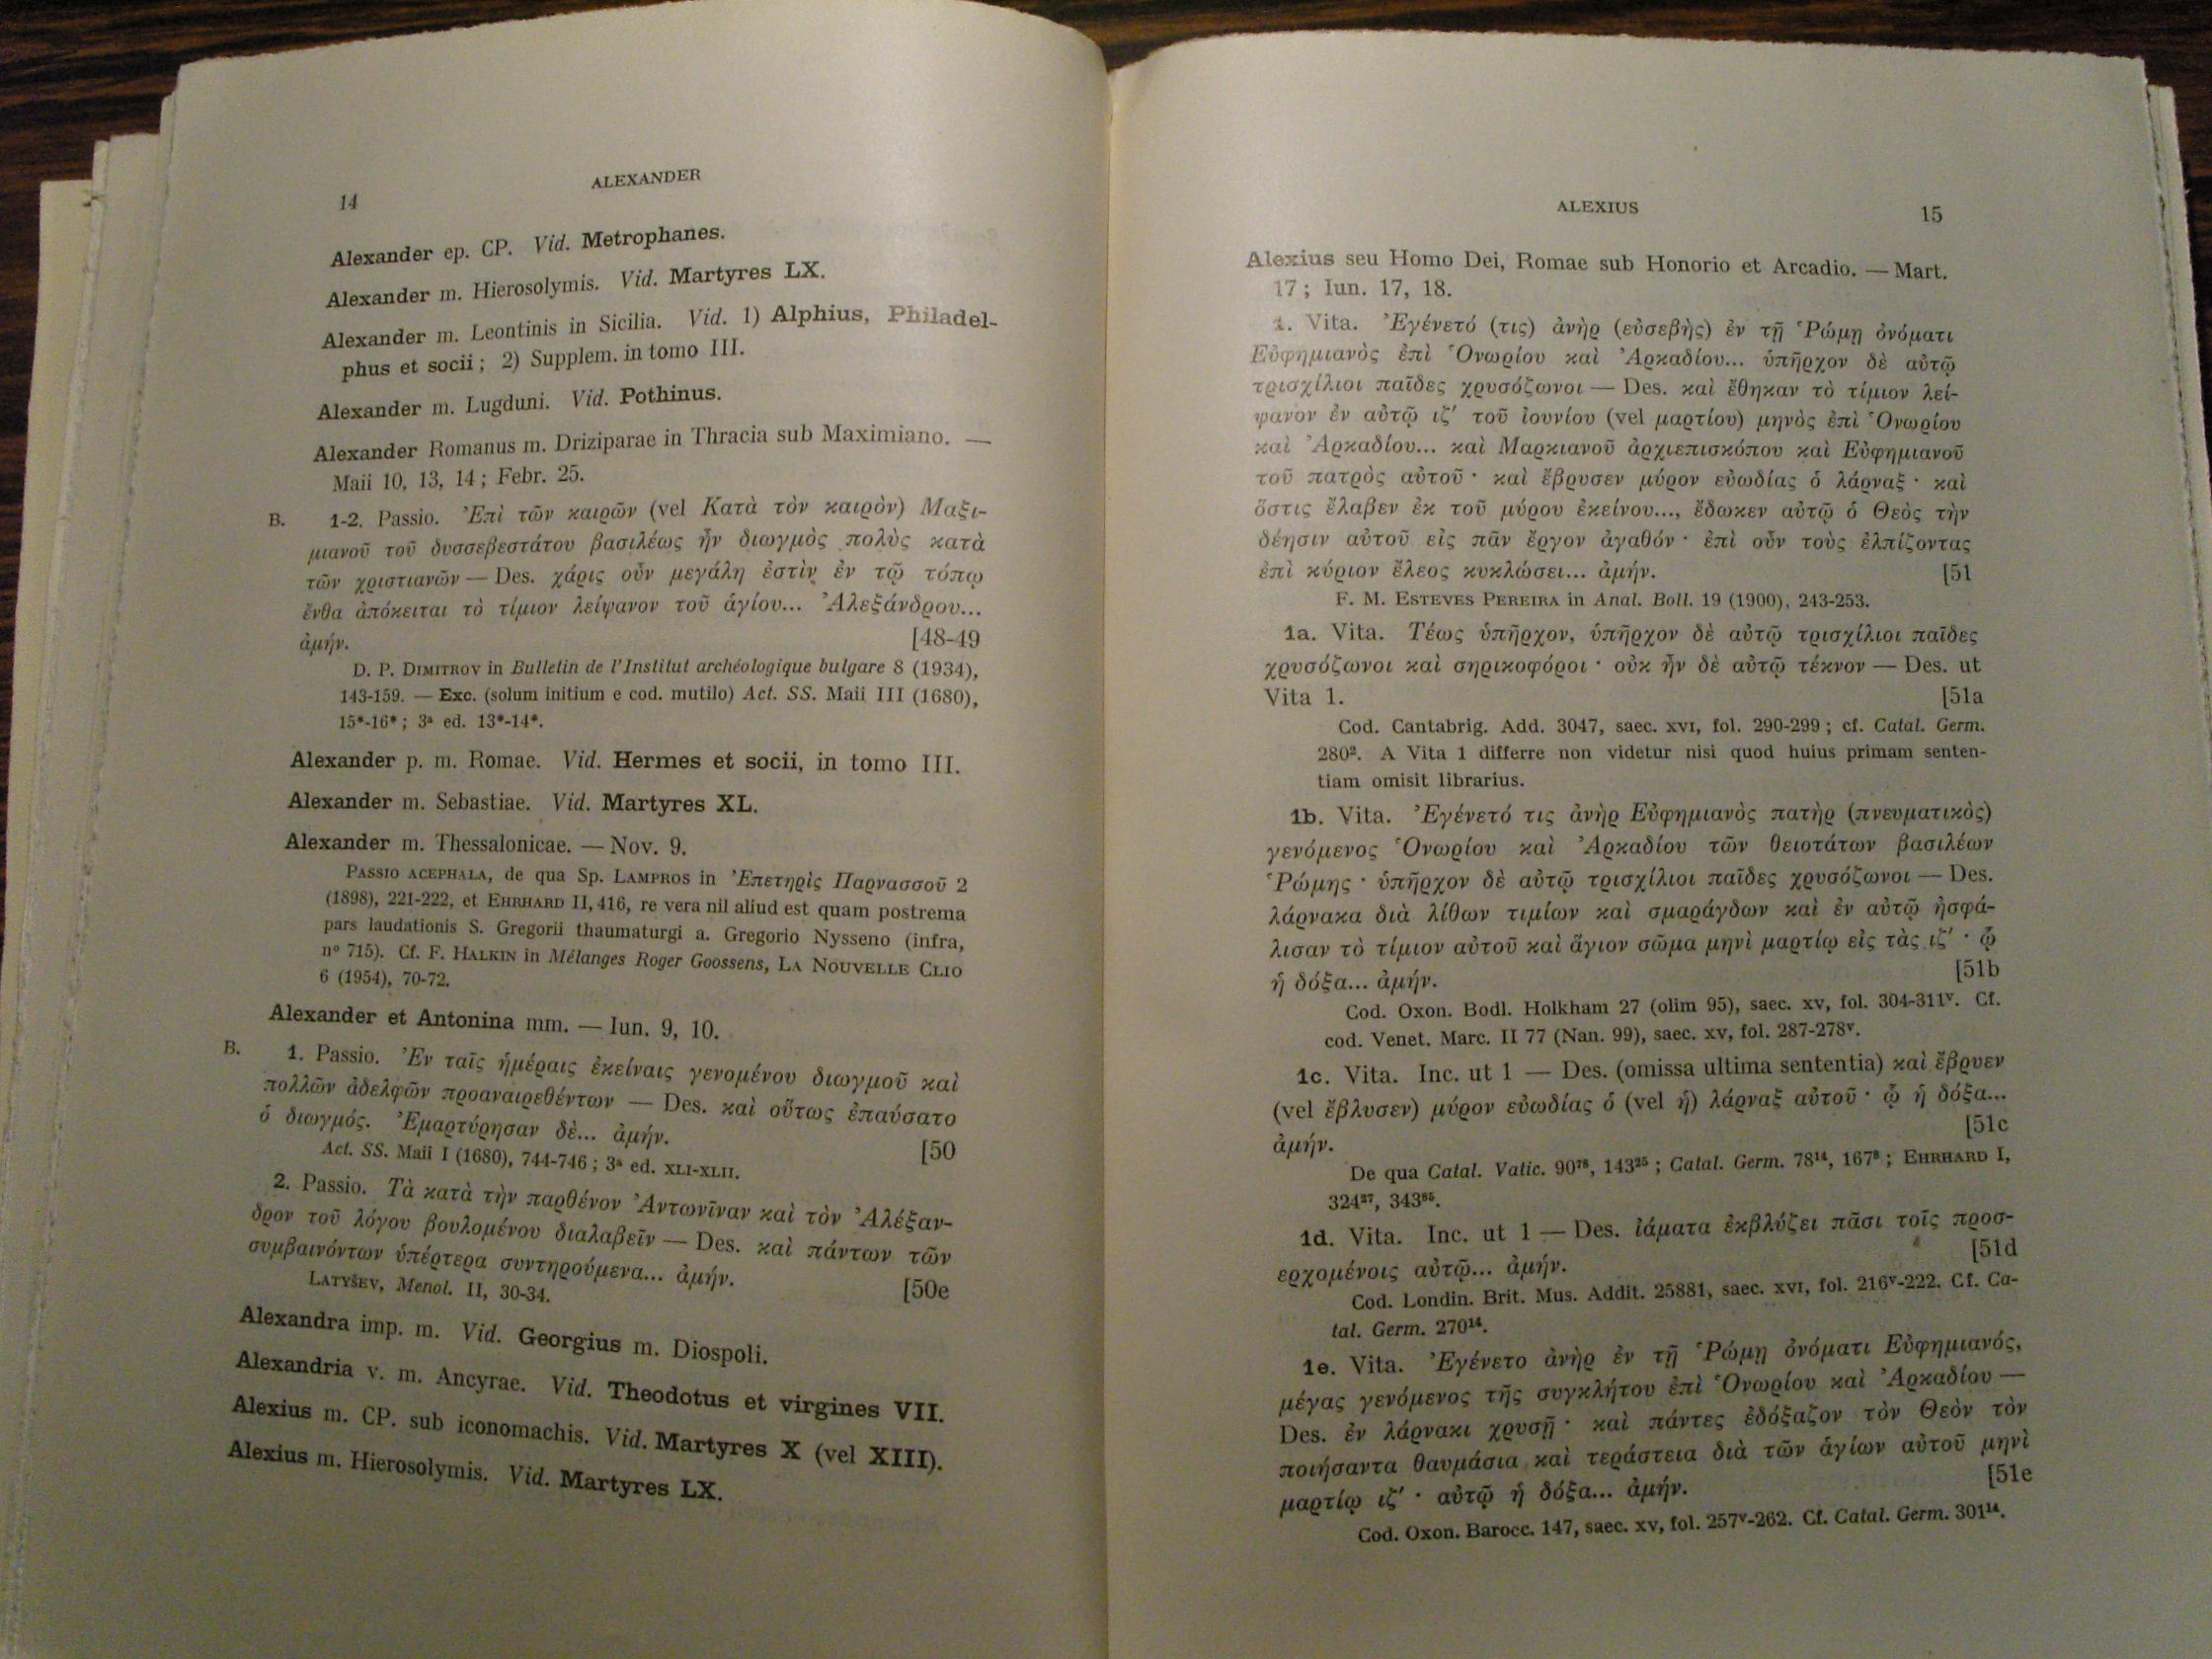 14
ALEXANDER
Alexander ep. CP. Vid. Metrophanes.
Alexander m. Hierosolymis. Vid. Martyres LX.
Alexander m. Leontinis in Sicilia. Vid. 1) Alphius, Philadel-
phus et socii ; 2) Supplem. in tomo III.
Alexander m. Lugduni. Vid. Pothinus.
Alexander Romanus m. Driziparae in Thracia sub Maximiano. —
Maii 10, 13, 14 ; Febr. 25.
B. 1-2. Passio. Ἐπὶ τῶν καιρῶν (vel Κατὰ τὸν καιρὸν) Μαξι-
μιανοῦ τοῦ δυσσεβεστάτου βασιλέως ἦν διωγμὸς πολὺς κατὰ
τῶν χριστιανῶν — Des. χάρις οὖν μεγάλη ἐστὶν ἐν τῷ τόπῳ
ἔνθα ἀπόκειται τὸ τίμιον λείψανον τοῦ ἁγίου... Ἀλεξάνδρου...
ἀμήν. [48-49
D. P. DIMITROV in Bulletin de l'Institut archéologique bulgare 8 (1934),
143-159. — Exc. (solum initium e cod. mutilo) Act. SS. Maii III (1680),
15*-16* ; 3ᵃ ed. 13*-14*.
Alexander p. m. Romae. Vid. Hermes et socii, in tomo III.
Alexander m. Sebastiae. Vid. Martyres XL.
Alexander m. Thessalonicae. — Nov. 9.
PASSIO ACEPHALA, de qua Sp. LAMPROS in Ἐπετηρὶς Παρνασσοῦ 2
(1898), 221-222, et EHRHARD II, 416, re vera nil aliud est quam postrema
pars laudationis S. Gregorii thaumaturgi a. Gregorio Nysseno (infra,
nº 715). Cf. F. HALKIN in Mélanges Roger Goossens, LA NOUVELLE CLIO
6 (1954), 70-72.
Alexander et Antonina mm. — Iun. 9, 10.
B. 1. Passio. Ἐν ταῖς ἡμέραις ἐκείναις γενομένου διωγμοῦ καὶ
πολλῶν ἀδελφῶν προαναιρεθέντων — Des. καὶ οὕτως ἐπαύσατο
ὁ διωγμός. Ἐμαρτύρησαν δὲ... ἀμήν. [50
Act. SS. Maii I (1680), 744-746 ; 3ᵃ ed. XLI-XLII.
2. Passio. Τὰ κατὰ τὴν παρθένον Ἀντωνῖναν καὶ τὸν Ἀλέξαν-
δρον τοῦ λόγου βουλομένου διαλαβεῖν — Des. καὶ πάντων τῶν
συμβαινόντων ὑπέρτερα συντηρούμενα... ἀμήν. [50e
LATYŠEV, Menol. II, 30-34.
Alexandra imp. m. Vid. Georgius m. Diospoli.
Alexandria v. m. Ancyrae. Vid. Theodotus et virgines VII.
Alexius m. CP. sub iconomachis. Vid. Martyres X (vel XIII).
Alexius m. Hierosolymis. Vid. Martyres LX.
ALEXIUS
15
Alexius seu Homo Dei, Romae sub Honorio et Arcadio. — Mart.
17 ; Iun. 17, 18.
1. Vita. Ἐγένετό (τις) ἀνὴρ (εὐσεβὴς) ἐν τῇ Ῥώμῃ ὀνόματι
Εὐφημιανὸς ἐπὶ Ὁνωρίου καὶ Ἀρκαδίου... ὑπῆρχον δὲ αὐτῷ
τρισχίλιοι παῖδες χρυσόζωνοι — Des. καὶ ἔθηκαν τὸ τίμιον λεί-
ψανον ἐν αὐτῷ ιζʹ τοῦ ἰουνίου (vel μαρτίου) μηνὸς ἐπὶ Ὁνωρίου
καὶ Ἀρκαδίου... καὶ Μαρκιανοῦ ἀρχιεπισκόπου καὶ Εὐφημιανοῦ
τοῦ πατρὸς αὐτοῦ · καὶ ἔβρυσεν μύρον εὐωδίας ὁ λάρναξ · καὶ
ὅστις ἔλαβεν ἐκ τοῦ μύρου ἐκείνου..., ἔδωκεν αὐτῷ ὁ Θεὸς τὴν
δέησιν αὐτοῦ εἰς πᾶν ἔργον ἀγαθόν · ἐπὶ οὖν τοὺς ἐλπίζοντας
ἐπὶ κύριον ἔλεος κυκλώσει... ἀμήν. [51
F. M. ESTEVES PEREIRA in Anal. Boll. 19 (1900), 243-253.
1a. Vita. Τέως ὑπῆρχον, ὑπῆρχον δὲ αὐτῷ τρισχίλιοι παῖδες
χρυσόζωνοι καὶ σηρικοφόροι · οὐκ ἦν δὲ αὐτῷ τέκνον — Des. ut
Vita 1. [51a
Cod. Cantabrig. Add. 3047, saec. XVI, fol. 290-299 ; cf. Catal. Germ.
280². A Vita 1 differre non videtur nisi quod huius primam senten-
tiam omisit librarius.
1b. Vita. Ἐγένετό τις ἀνὴρ Εὐφημιανὸς πατὴρ (πνευματικὸς)
γενόμενος Ὁνωρίου καὶ Ἀρκαδίου τῶν θειοτάτων βασιλέων
Ῥώμης · ὑπῆρχον δὲ αὐτῷ τρισχίλιοι παῖδες χρυσόζωνοι — Des.
λάρνακα διὰ λίθων τιμίων καὶ σμαράγδων καὶ ἐν αὐτῷ ἠσφά-
λισαν τὸ τίμιον αὐτοῦ καὶ ἅγιον σῶμα μηνὶ μαρτίῳ εἰς τὰς ιζʹ · ᾧ
ἡ δόξα... ἀμήν. [51b
Cod. Oxon. Bodl. Holkham 27 (olim 95), saec. XV, fol. 304-311ᵛ. Cf.
cod. Venet. Marc. II 77 (Nan. 99), saec. XV, fol. 287-278ᵛ.
1c. Vita. Inc. ut 1 — Des. (omissa ultima sententia) καὶ ἔβρυεν
(vel ἔβλυσεν) μύρον εὐωδίας ὁ (vel ἡ) λάρναξ αὐτοῦ · ᾧ ἡ δόξα...
ἀμήν. [51c
De qua Catal. Vatic. 90⁷⁸, 143²⁵ ; Catal. Germ. 78¹⁴, 167⁸ ; EHRHARD I,
324²⁷, 343⁸⁵.
1d. Vita. Inc. ut 1 — Des. ἰάματα ἐκβλύζει πᾶσι τοῖς προσ-
ερχομένοις αὐτῷ... ἀμήν. [51d
Cod. Londin. Brit. Mus. Addit. 25881, saec. XVI, fol. 216ᵛ-222. Cf. Ca-
tal. Germ. 270¹⁴.
1e. Vita. Ἐγένετο ἀνὴρ ἐν τῇ Ῥώμῃ ὀνόματι Εὐφημιανός,
μέγας γενόμενος τῆς συγκλήτου ἐπὶ Ὁνωρίου καὶ Ἀρκαδίου —
Des. ἐν λάρνακι χρυσῇ · καὶ πάντες ἐδόξαζον τὸν Θεὸν τὸν
ποιήσαντα θαυμάσια καὶ τεράστεια διὰ τῶν ἁγίων αὐτοῦ μηνὶ
μαρτίῳ ιζʹ · αὐτῷ ἡ δόξα... ἀμήν. [51e
Cod. Oxon. Barocc. 147, saec. XV, fol. 257ᵛ-262. Cf. Catal. Germ. 301¹⁴.